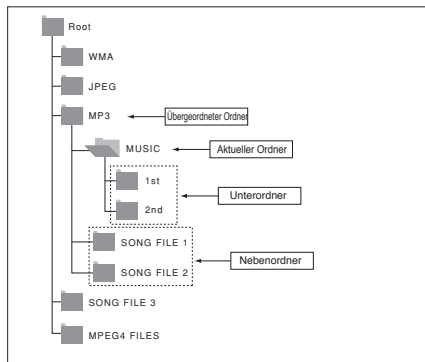 Root
WMA
JPEG
MP3
Übergeordneter Ordner
MUSIC
Aktueller Ordner
1st
Unterordner
2nd
SONG FILE 1
Nebenordner
SONG FILE 2
SONG FILE 3
MPEG4 FILES